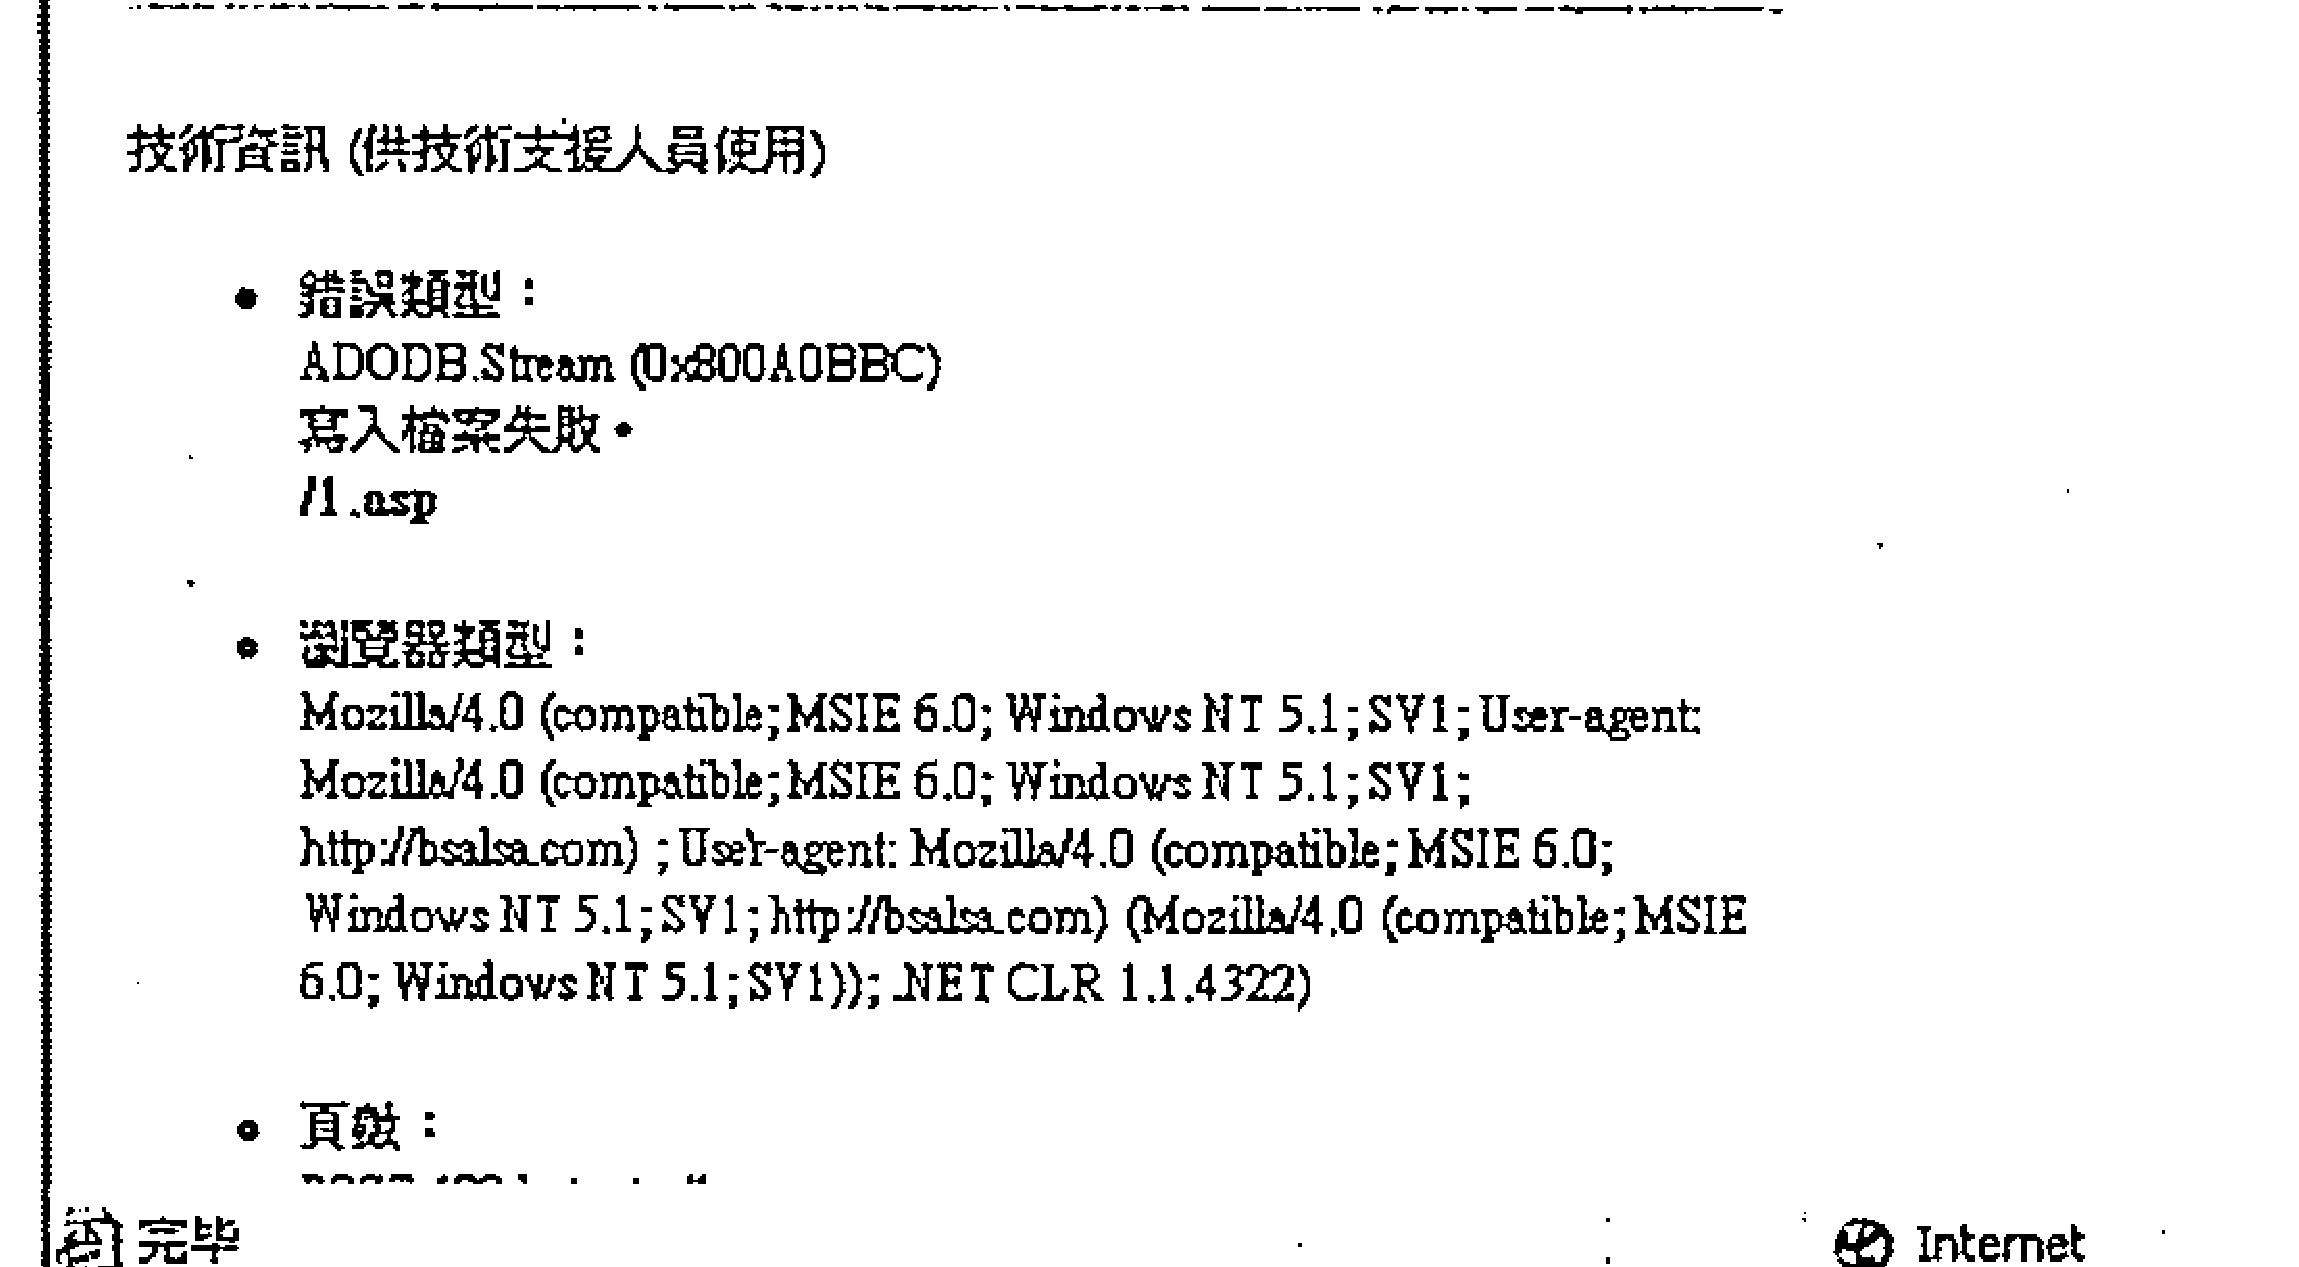 技術資訊 (供技術支援人員使用)
• 錯誤類型：
ADODB.Stream (0x800A0BBC)
寫入檔案失敗。
/1.asp
• 瀏覽器類型：
Mozilla/4.0 (compatible; MSIE 6.0; Windows NT 5.1; SV1; User-agent:
Mozilla/4.0 (compatible; MSIE 6.0; Windows NT 5.1; SV1;
http://bsalsa.com) ; User-agent: Mozilla/4.0 (compatible; MSIE 6.0;
Windows NT 5.1; SV1; http://bsalsa.com) (Mozilla/4.0 (compatible; MSIE
6.0; Windows NT 5.1; SV1)); .NET CLR 1.1.4322)
• 頁數：
完毕 Internet